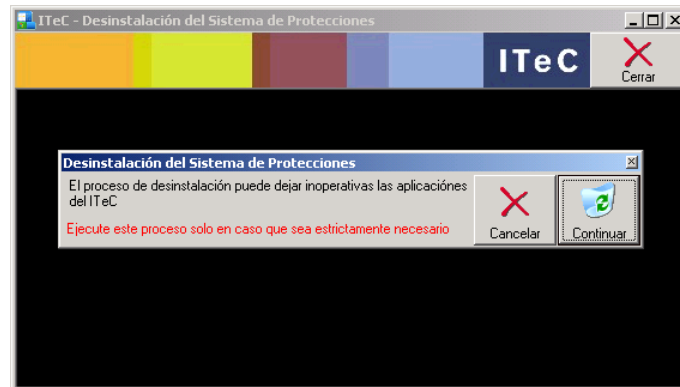 ITeC - Desinstalación del Sistema de Protecciones
ITeC
Cerrar
Desinstalación del Sistema de Protecciones
El proceso de desinstalación puede dejar inoperativas las aplicaciónes
del ITeC
Ejecute este proceso solo en caso que sea estrictamente necesario
Cancelar
Continuar